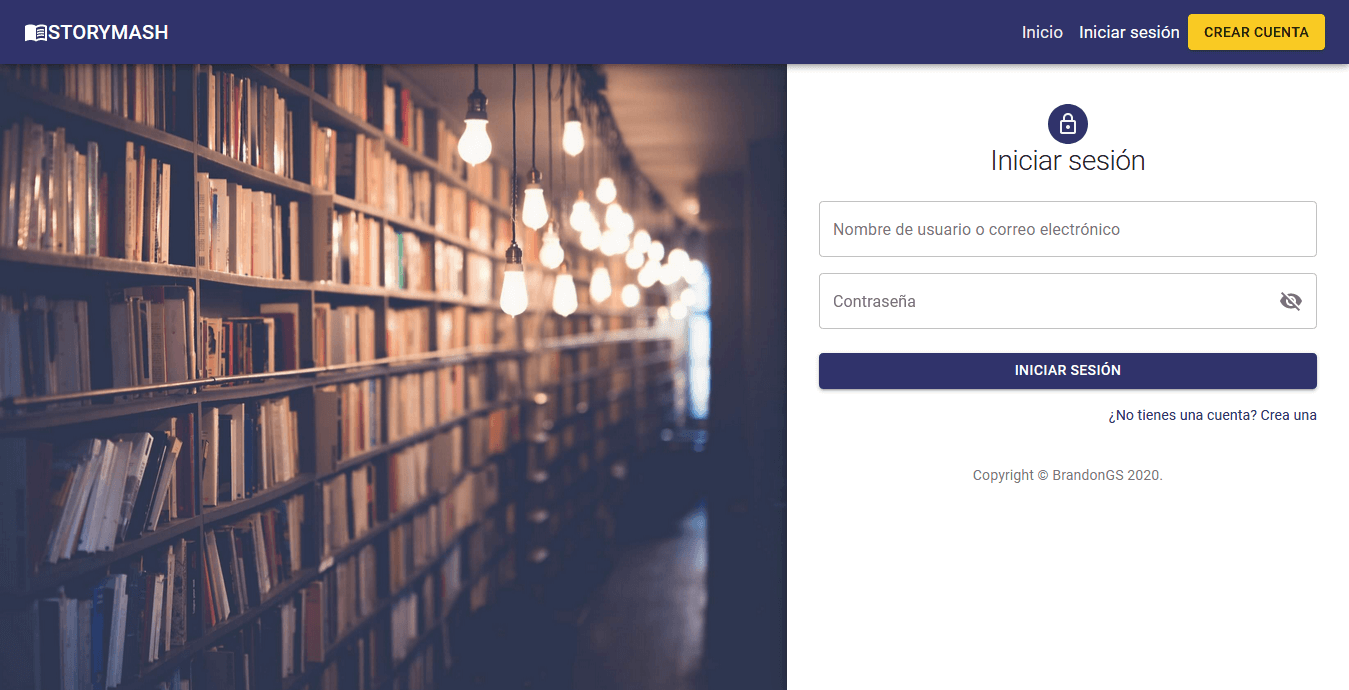 STORYMASH
Inicio Iniciar sesión CREAR CUENTA
Iniciar sesión
Nombre de usuario o correo electrónico
Contraseña
INICIAR SESIÓN
¿No tienes una cuenta? Crea una
Copyright © BrandonGS 2020.